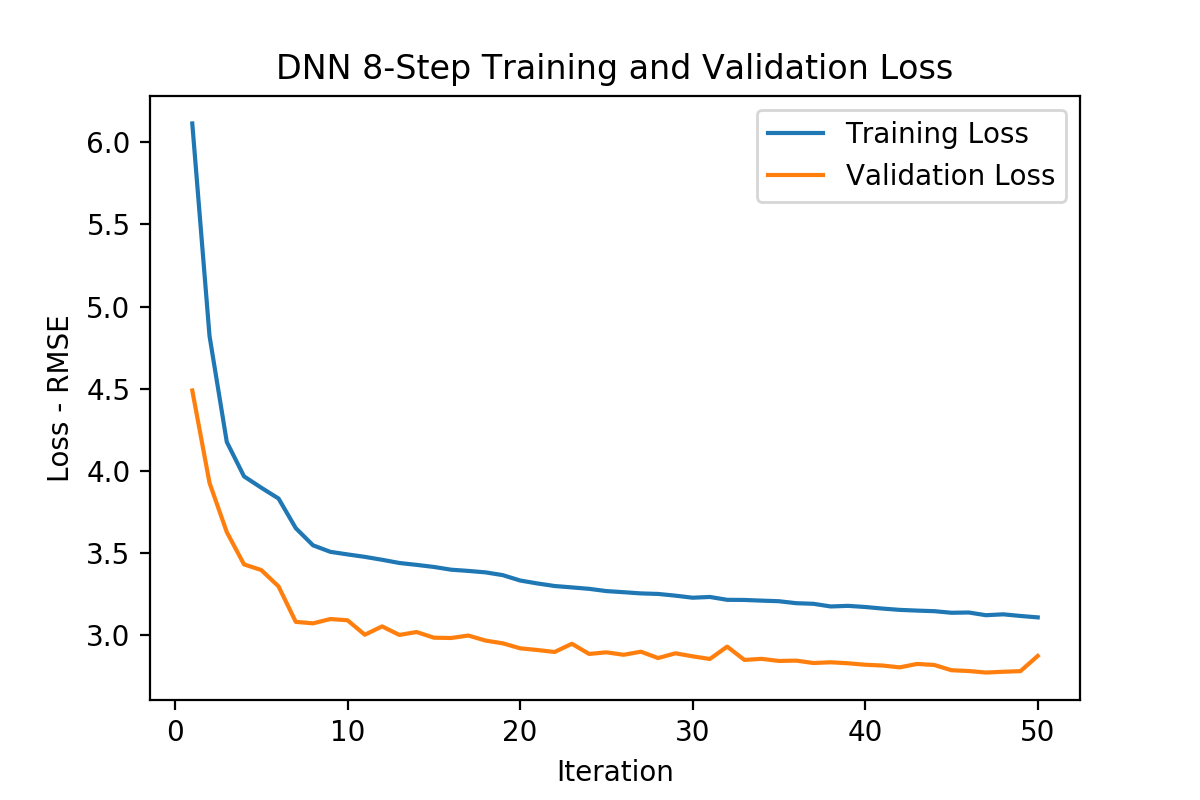 DNN 8-Step Training and Validation Loss
Training Loss
Validation Loss
Loss - RMSE
6.0
5.5
5.0
4.5
4.0
3.5
3.0
0 10 20 30 40 50
Iteration